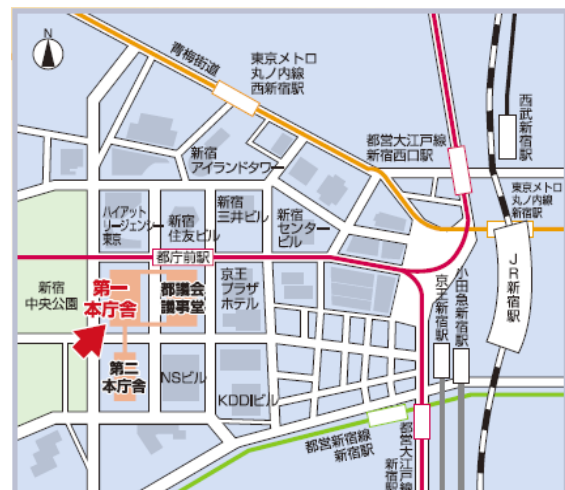 N
青梅街道
東京メトロ
丸ノ内線
西新宿駅
西武新宿駅
都営大江戸線
新宿西口駅
新宿
アイランドタワー
東京メトロ
丸ノ内線
新宿駅
ハイアット
リージェンシー
東京
新宿
住友ビル
新宿
三井ビル
新宿
センター
ビル
都庁前駅
JR新宿駅
小田急新宿駅
京王新宿駅
新宿
中央公園
第一
本庁舎
都議会
議事堂
京王
プラザ
ホテル
第二
本庁舎
NSビル
KDDIビル
都営新宿線
新宿駅
都営大江戸線
新宿駅